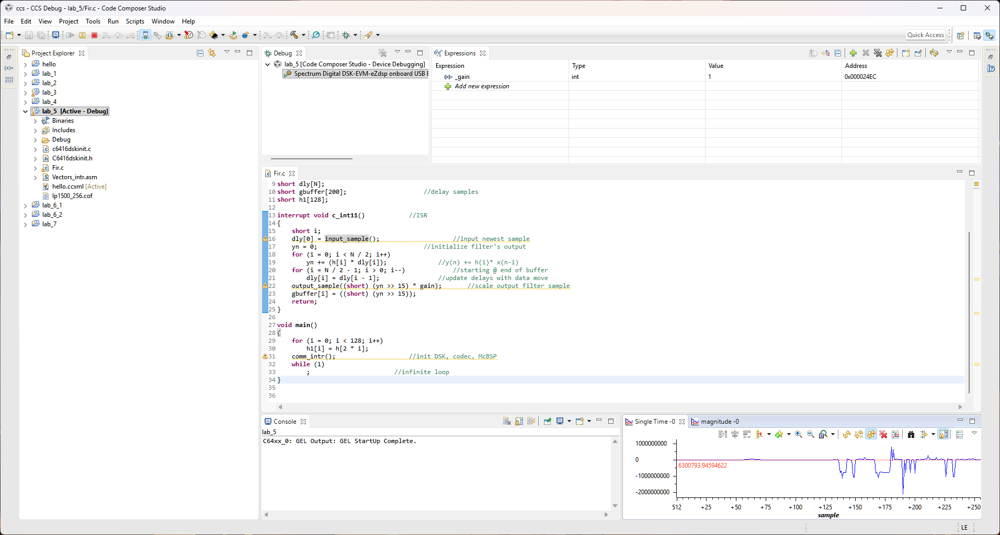 ccs - CCS Debug - lab_5/Fir.c - Code Composer Studio
File Edit View Project Tools Run Scripts Window Help
Quick Access
Project Explorer
hello
lab_1
lab_2
lab_3
lab_4
lab_5 [Active - Debug]
Binaries
Includes
Debug
c6416dskinit.c
C6416dskinit.h
Fir.c
Vectors_intr.asm
hello.ccxml [Active]
lp1500_256.cof
lab_6_1
lab_6_2
lab_7
Debug
lab_5 [Code Composer Studio - Device Debugging]
Spectrum Digital DSK-EVM-eZdsp onboard USB E
Expressions
Expression Type Value Address
(x)= _gain int 1 0x000024EC
Add new expression
Fir.c
9 short dly[N];
10 short gbuffer[200]; //delay samples
11 short h1[128];
12
13 interrupt void c_int11() //ISR
14 {
15 short i;
16 dly[0] = input_sample(); //input newest sample
17 yn = 0; //initialize filter's output
18 for (i = 0; i < N / 2; i++)
19 yn += (h[i] * dly[i]); //y(n) += h(i)* x(n-i)
20 for (i = N / 2 - 1; i > 0; i--) //starting @ end of buffer
21 dly[i] = dly[i - 1]; //update delays with data move
22 output_sample((short) (yn >> 15) * gain); //scale output filter sample
23 gbuffer[i] = ((short) (yn >> 15));
24 return;
25 }
26
27 void main()
28 {
29 for (i = 0; i < 128; i++)
30 h1[i] = h[2 * i];
31 comm_intr(); //init DSK, codec, McBSP
32 while (1)
33 ; //infinite loop
34 }
35
36
Console
lab_5
C64xx_0: GEL Output: GEL StartUp Complete.
Single Time -0 magnitude -0
1000000000
0
6300793.94594622
-1000000000
-2000000000
512 +25 +50 +75 +100 +125 +150 +175 +200 +225 +250
sample
LE